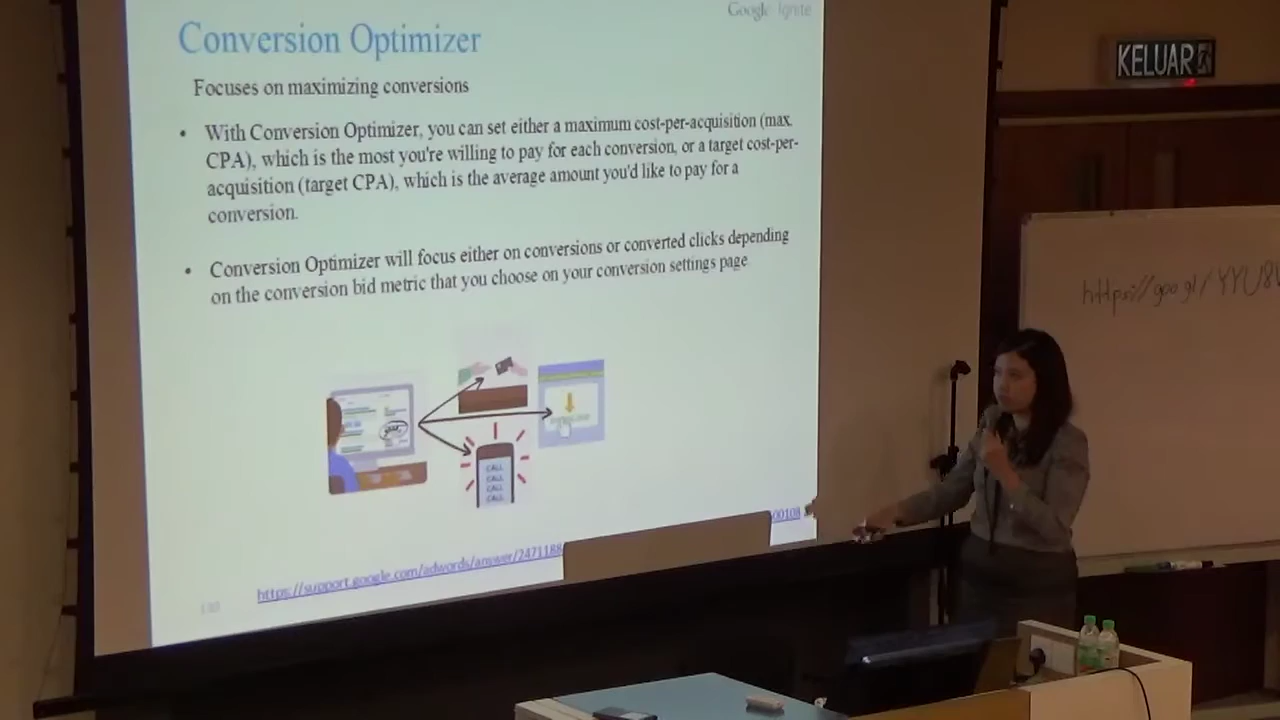 Google Ignite
Conversion Optimizer
Focuses on maximizing conversions
• With Conversion Optimizer, you can set either a maximum cost-per-acquisition (max.
CPA), which is the most you're willing to pay for each conversion, or a target cost-per-
acquisition (target CPA), which is the average amount you'd like to pay for a
conversion.
• Conversion Optimizer will focus either on conversions or converted clicks depending
on the conversion bid metric that you choose on your conversion settings page
CALL
CALL
CALL
CALL
https://support.google.com/adwords/answer/2471188
KELUAR
https://goo.gl/YYU8